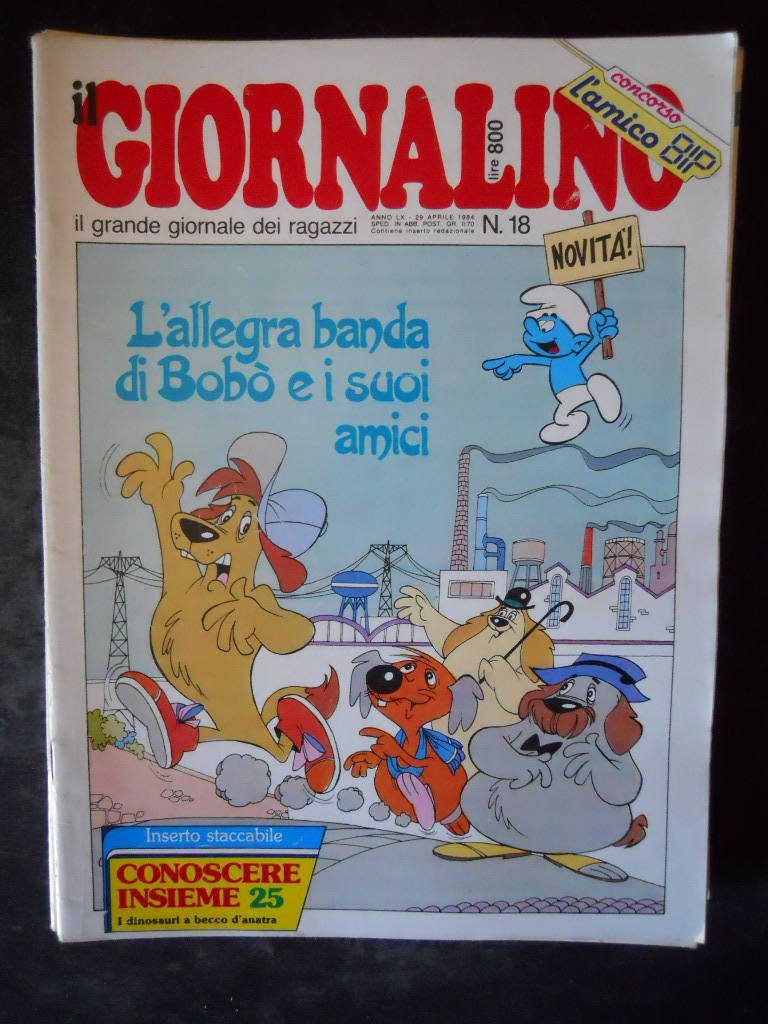 il GIORNALINO
lire 800
concorso
l'amico BIP
il grande giornale dei ragazzi
ANNO LX - 29 APRILE 1984
SPED. IN ABB. POST. GR. II/70
Contiene inserto redazionale
N. 18
NOVITA'!
L'allegra banda
di Bobò e i suoi
amici
Inserto staccabile
CONOSCERE
INSIEME 25
I dinosauri a becco d'anatra